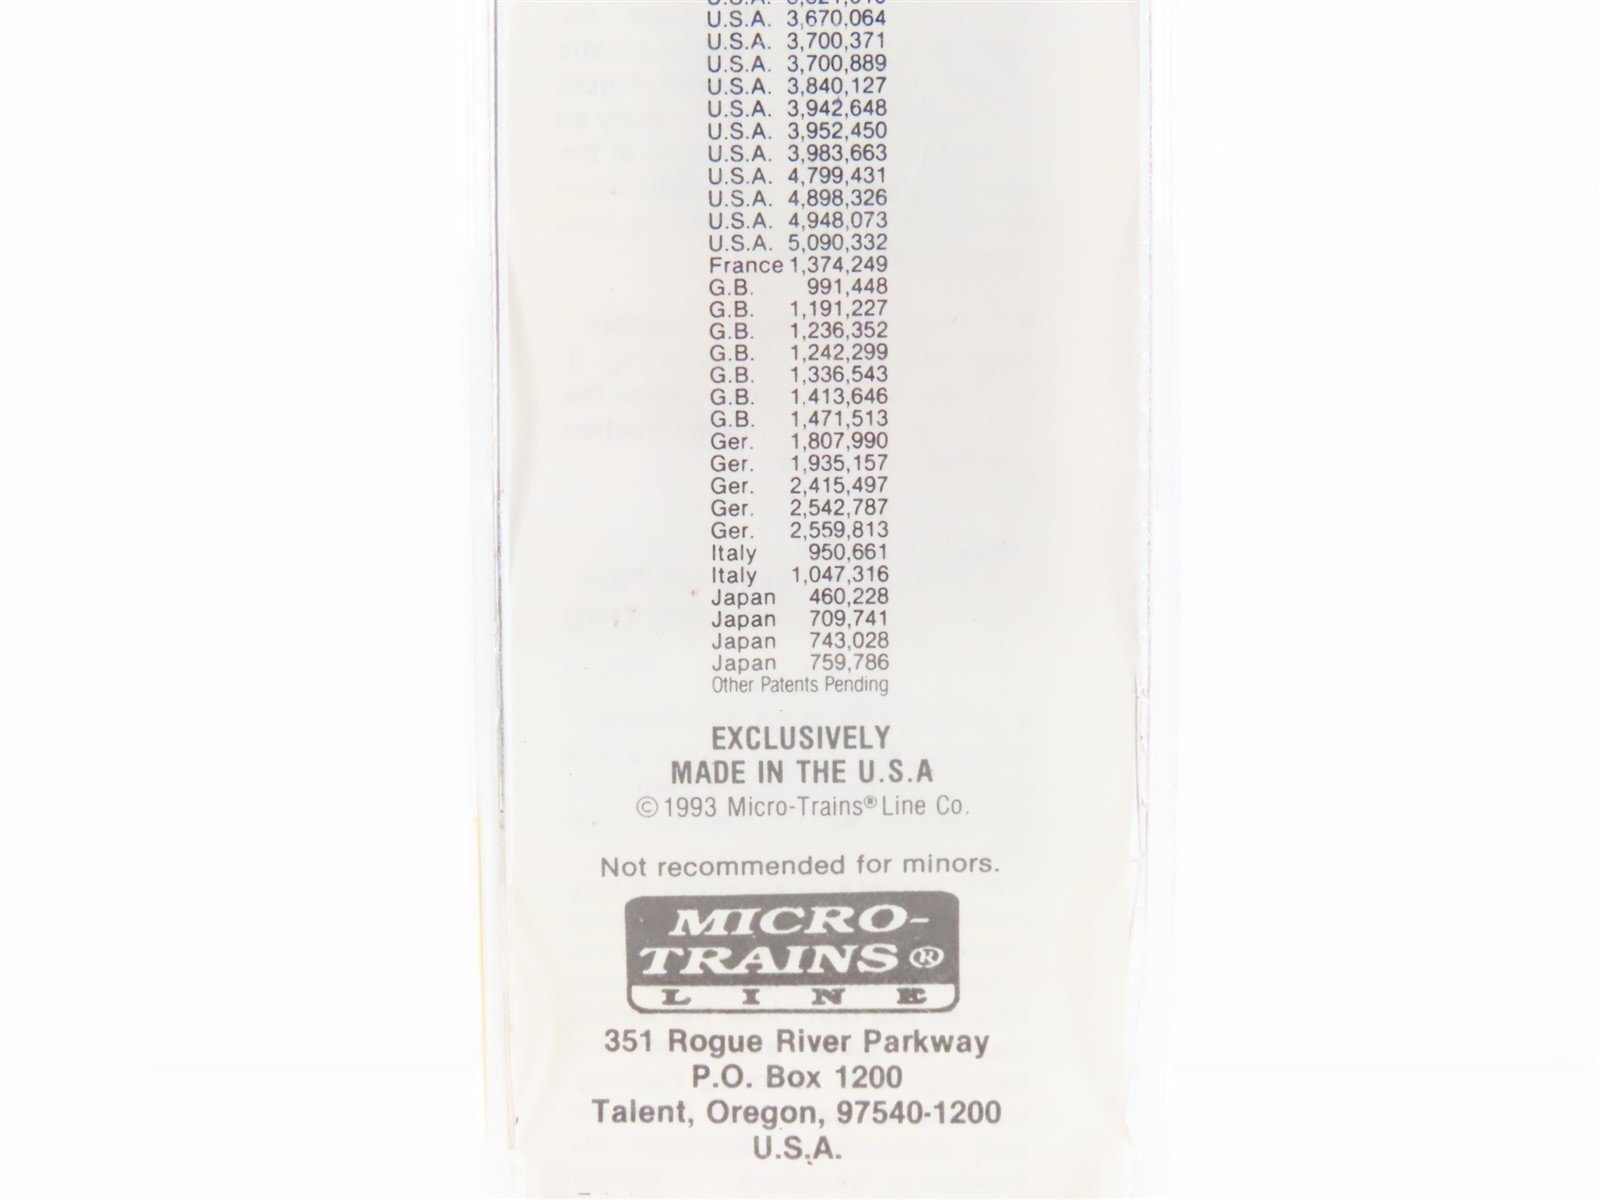 U.S.A. 3,670,064
U.S.A. 3,700,371
U.S.A. 3,700,889
U.S.A. 3,840,127
U.S.A. 3,942,648
U.S.A. 3,952,450
U.S.A. 3,983,663
U.S.A. 4,799,431
U.S.A. 4,898,326
U.S.A. 4,948,073
U.S.A. 5,090,332
France 1,374,249
G.B. 991,448
G.B. 1,191,227
G.B. 1,236,352
G.B. 1,242,299
G.B. 1,336,543
G.B. 1,413,646
G.B. 1,471,513
Ger. 1,807,990
Ger. 1,935,157
Ger. 2,415,497
Ger. 2,542,787
Ger. 2,559,813
Italy 950,661
Italy 1,047,316
Japan 460,228
Japan 709,741
Japan 743,028
Japan 759,786
Other Patents Pending
EXCLUSIVELY
MADE IN THE U.S.A
©1993 Micro-Trains® Line Co.
Not recommended for minors.
MICRO-
TRAINS®
LINE
351 Rogue River Parkway
P.O. Box 1200
Talent, Oregon, 97540-1200
U.S.A.